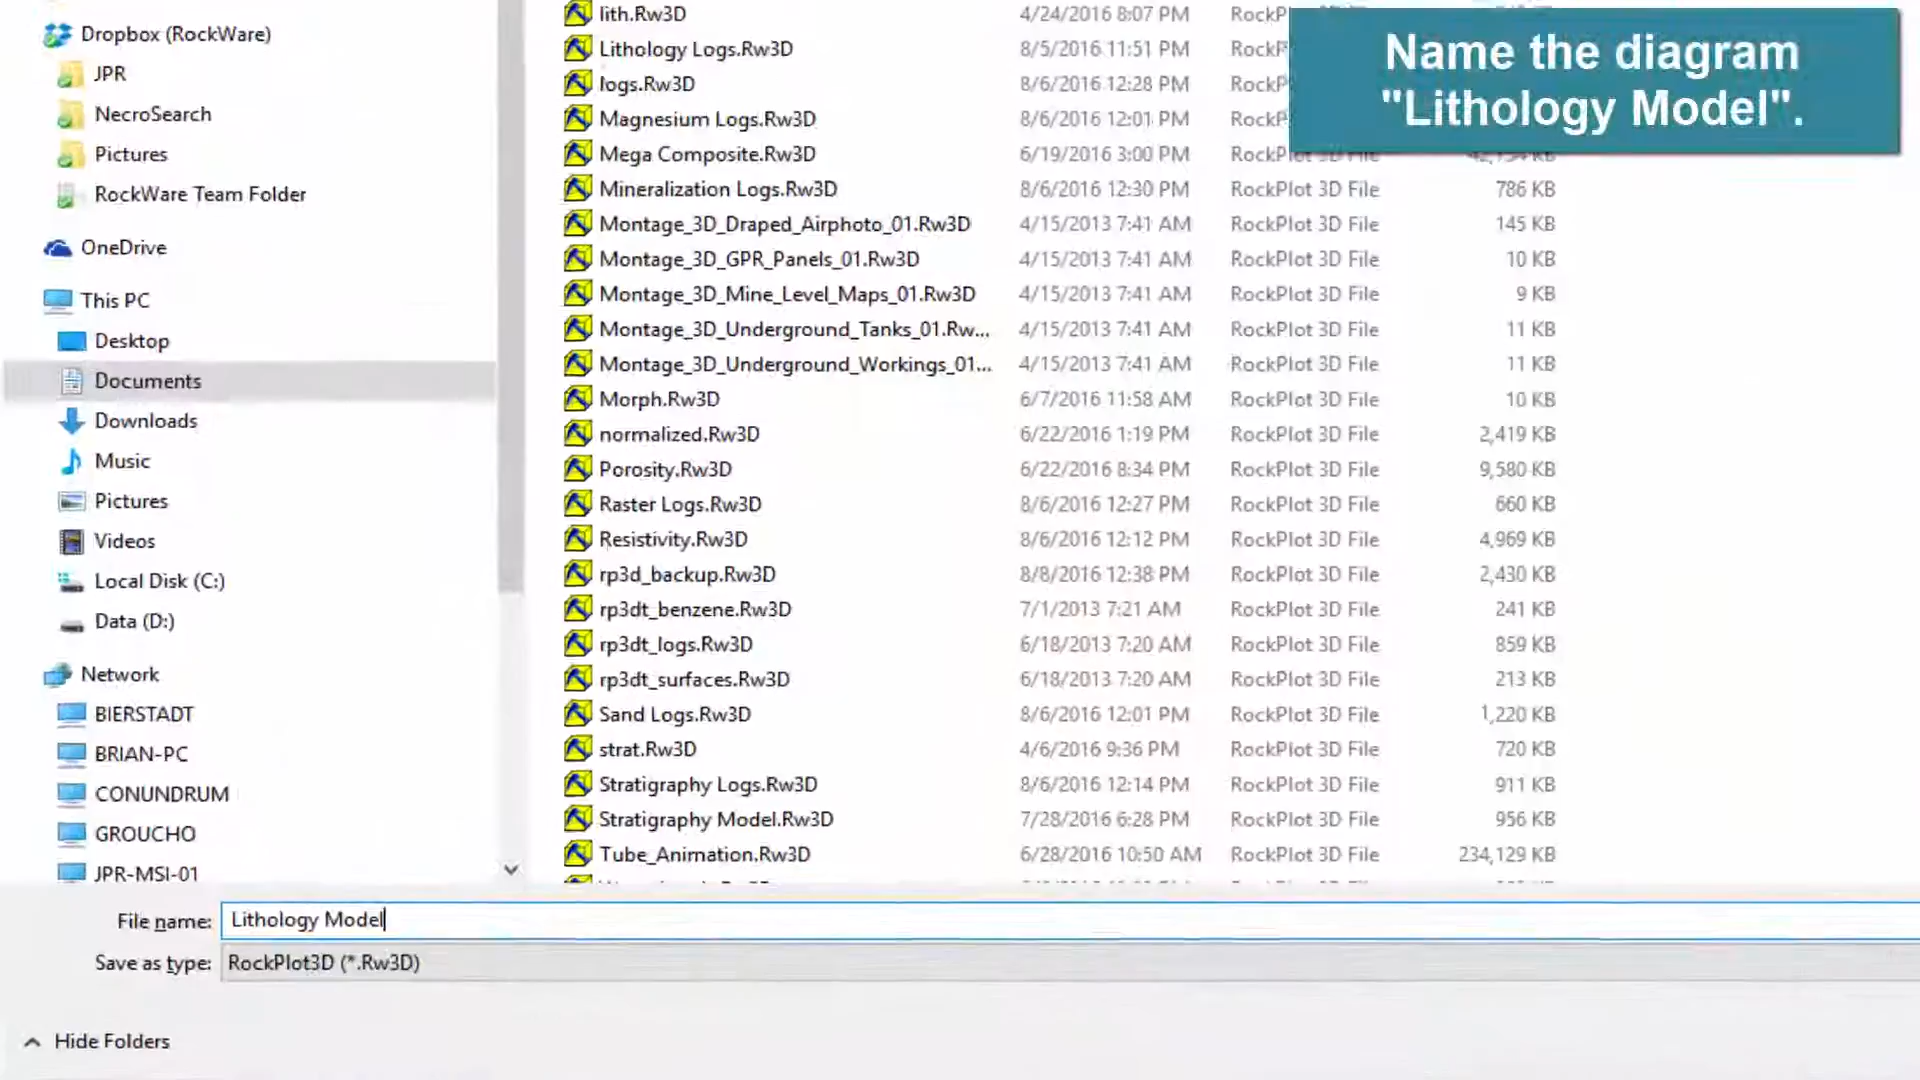 Dropbox (RockWare)
JPR
NecroSearch
Pictures
RockWare Team Folder
OneDrive
This PC
Desktop
Documents
Downloads
Music
Pictures
Videos
Local Disk (C:)
Data (D:)
Network
BIERSTADT
BRIAN-PC
CONUNDRUM
GROUCHO
JPR-MSI-01
lith.Rw3D 4/24/2016 8:07 PM RockP
Lithology Logs.Rw3D 8/5/2016 11:51 PM Rock
logs.Rw3D 8/6/2016 12:28 PM RockP
Magnesium Logs.Rw3D 8/6/2016 12:01 PM RockP
Mega Composite.Rw3D 6/19/2016 3:00 PM
Mineralization Logs.Rw3D 8/6/2016 12:30 PM RockPlot 3D File 786 KB
Montage_3D_Draped_Airphoto_01.Rw3D 4/15/2013 7:41 AM RockPlot 3D File 145 KB
Montage_3D_GPR_Panels_01.Rw3D 4/15/2013 7:41 AM RockPlot 3D File 10 KB
Montage_3D_Mine_Level_Maps_01.Rw3D 4/15/2013 7:41 AM RockPlot 3D File 9 KB
Montage_3D_Underground_Tanks_01.Rw... 4/15/2013 7:41 AM RockPlot 3D File 11 KB
Montage_3D_Underground_Workings_01... 4/15/2013 7:41 AM RockPlot 3D File 11 KB
Morph.Rw3D 6/7/2016 11:58 AM RockPlot 3D File 10 KB
normalized.Rw3D 6/22/2016 1:19 PM RockPlot 3D File 2,419 KB
Porosity.Rw3D 6/22/2016 8:34 PM RockPlot 3D File 9,580 KB
Raster Logs.Rw3D 8/6/2016 12:27 PM RockPlot 3D File 660 KB
Resistivity.Rw3D 8/6/2016 12:12 PM RockPlot 3D File 4,969 KB
rp3d_backup.Rw3D 8/8/2016 12:38 PM RockPlot 3D File 2,430 KB
rp3dt_benzene.Rw3D 7/1/2013 7:21 AM RockPlot 3D File 241 KB
rp3dt_logs.Rw3D 6/18/2013 7:20 AM RockPlot 3D File 859 KB
rp3dt_surfaces.Rw3D 6/18/2013 7:20 AM RockPlot 3D File 213 KB
Sand Logs.Rw3D 8/6/2016 12:01 PM RockPlot 3D File 1,220 KB
strat.Rw3D 4/6/2016 9:36 PM RockPlot 3D File 720 KB
Stratigraphy Logs.Rw3D 8/6/2016 12:14 PM RockPlot 3D File 911 KB
Stratigraphy Model.Rw3D 7/28/2016 6:28 PM RockPlot 3D File 956 KB
Tube_Animation.Rw3D 6/28/2016 10:50 AM RockPlot 3D File 234,129 KB
Name the diagram
"Lithology Model".
File name: Lithology Model
Save as type: RockPlot3D (*.Rw3D)
Hide Folders